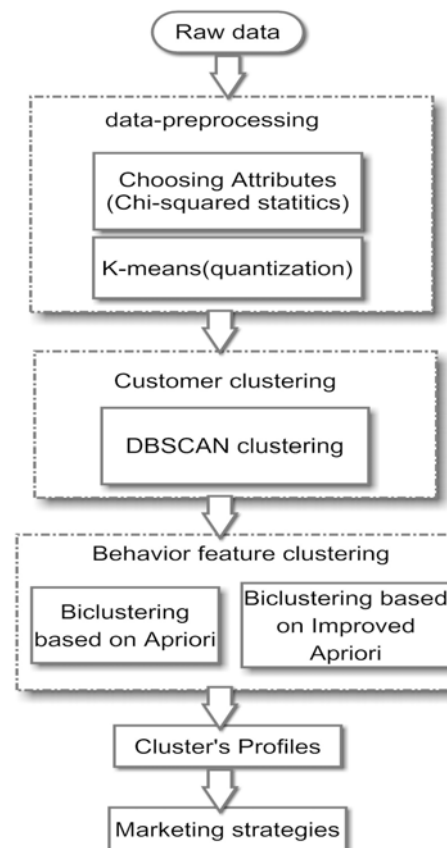 Raw data
data-preprocessing
Choosing Attributes
(Chi-squared statitics)
K-means(quantization)
Customer clustering
DBSCAN clustering
Behavior feature clustering
Biclustering
based on Apriori
Biclustering based
on Improved
Apriori
Cluster's Profiles
Marketing strategies